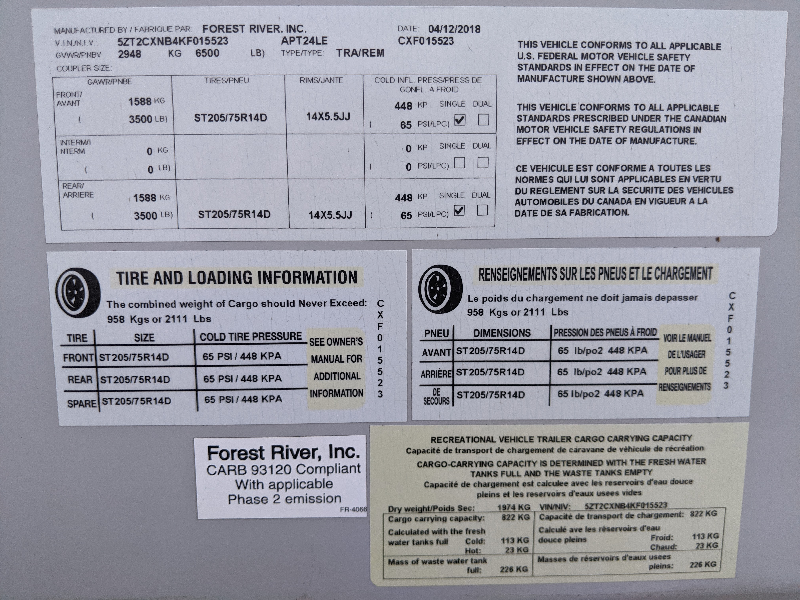 MANUFACTURED BY / FABRIQUE PAR: FOREST RIVER, INC. DATE: 04/12/2018
V.I.N./N.I.V 5ZT2CXNB4KF015523 APT24LE CXF015523
GVWR/PNBV 2948 KG 6500 LB) TYPE/TYPE: TRA/REM
COUPLER SIZE:
GAWR/PNBE TIRES/PNEU RIMS/JANTE COLD INFL. PRESS/PRESS DE GONFL. A FROID
FRONT/ AVANT 1588 KG 448 KP SINGLE DUAL
( 3500 LB) ST205/75R14D 14X5.5JJ ( 65 PSI/LPC)
INTERM/ INTERM 0 KG 0 KP SINGLE DUAL
( 0 LB) ( 0 PSI/LPC)
REAR/ ARRIERE 1588 KG 448 KP SINGLE DUAL
( 3500 LB) ST205/75R14D 14X5.5JJ ( 65 PSI/LPC)
THIS VEHICLE CONFORMS TO ALL APPLICABLE
U.S. FEDERAL MOTOR VEHICLE SAFETY
STANDARDS IN EFFECT ON THE DATE OF
MANUFACTURE SHOWN ABOVE.
THIS VEHICLE CONFORMS TO ALL APPLICABLE
STANDARDS PRESCRIBED UNDER THE CANADIAN
MOTOR VEHICLE SAFETY REGULATIONS IN
EFFECT ON THE DATE OF MANUFACTURE.
CE VEHICULE EST CONFORME A TOUTES LES
NORMES QUI LUI SONT APPLICABLES EN VERTU
DU REGLEMENT SUR LA SECURITE DES VEHICULES
AUTOMOBILES DU CANADA EN VIGUEUR A LA
DATE DE SA FABRICATION.
TIRE AND LOADING INFORMATION
The combined weight of Cargo should Never Exceed:
958 Kgs or 2111 Lbs
TIRE SIZE COLD TIRE PRESSURE
FRONT ST205/75R14D 65 PSI / 448 KPA
REAR ST205/75R14D 65 PSI / 448 KPA
SPARE ST205/75R14D 65 PSI / 448 KPA
SEE OWNER'S
MANUAL FOR
ADDITIONAL
INFORMATION
CXF015523
RENSEIGNEMENTS SUR LES PNEUS ET LE CHARGEMENT
Le poids du chargement ne doit jamais depasser
958 Kgs or 2111 Lbs
PNEU DIMENSIONS PRESSION DES PNEUS À FROID
AVANT ST205/75R14D 65 lb/po2 448 KPA
ARRIÈRE ST205/75R14D 65 lb/po2 448 KPA
DE SECOURS ST205/75R14D 65 lb/po2 448 KPA
VOIR LE MANUEL
DE L'USAGER
POUR PLUS DE
RENSEIGNEMENTS
CXF015523
Forest River, Inc.
CARB 93120 Compliant
With applicable
Phase 2 emission
FR-4066
RECREATIONAL VEHICLE TRAILER CARGO CARRYING CAPACITY
Capacité de transport de chargement de caravane de véhicule de récréation
CARGO-CARRYING CAPACITY IS DETERMINED WITH THE FRESH WATER
TANKS FULL AND THE WASTE TANKS EMPTY
Capacité de chargement est calculee avec les reservoirs d'eau douce
pleins et les reservoirs d'eaux usees vides
Dry weight/Poids Sec: 1974 KG VIN/NIV: 5ZT2CXNB4KF015523
Cargo carrying capacity: 822 KG Capacité de transport de chargement: 822 KG
Calculated with the fresh Calculé avec les réservoirs d'eau
water tanks full Cold: 113 KG douce pleins Froid: 113 KG
Hot: 23 KG Chaud: 23 KG
Mass of waste water tank Masses de réservoirs d'eaux usees
full: 226 KG pleins: 226 KG